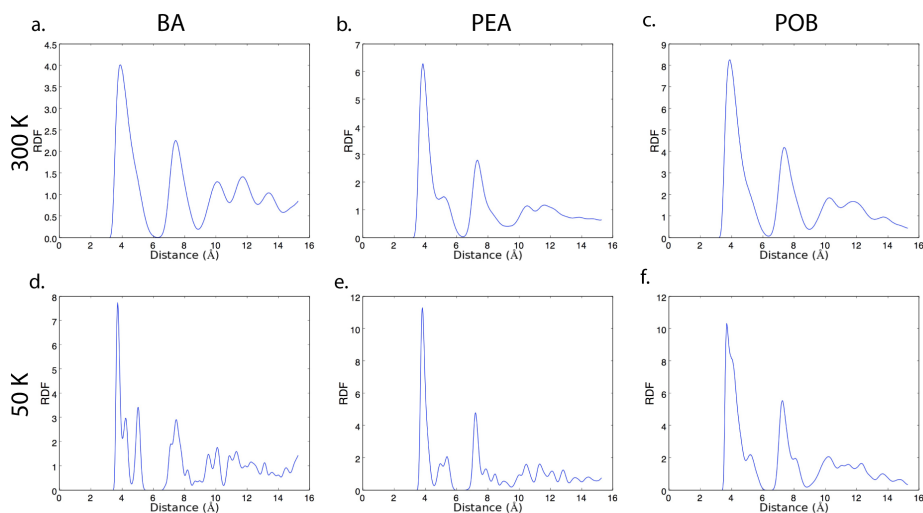 BA
PEA
POB
300 K
50 K
a.
4.5
4.0
3.5
3.0
2.5
2.0
1.5
1.0
0.5
0.0
RDF
0 2 4 6 8 10 12 14 16
Distance (Å)
b.
7
6
5
4
3
2
1
0
RDF
0 2 4 6 8 10 12 14 16
Distance (Å)
c.
9
8
7
6
5
4
3
2
1
0
RDF
0 2 4 6 8 10 12 14 16
Distance (Å)
d.
8
7
6
5
4
3
2
1
0
RDF
0 2 4 6 8 10 12 14 16
Distance (Å)
e.
12
10
8
6
4
2
0
RDF
0 2 4 6 8 10 12 14 16
Distance (Å)
f.
12
10
8
6
4
2
0
RDF
0 2 4 6 8 10 12 14 16
Distance (Å)